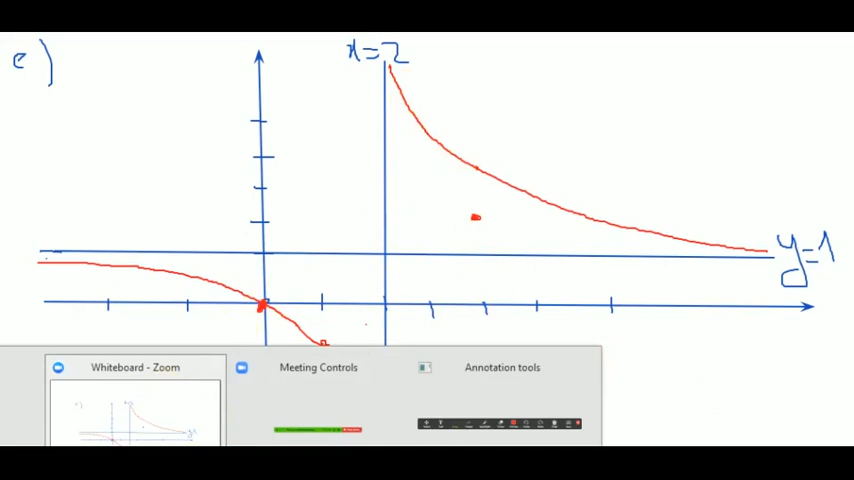 e)
x=2
y=1
Whiteboard - Zoom
Meeting Controls
Annotation tools